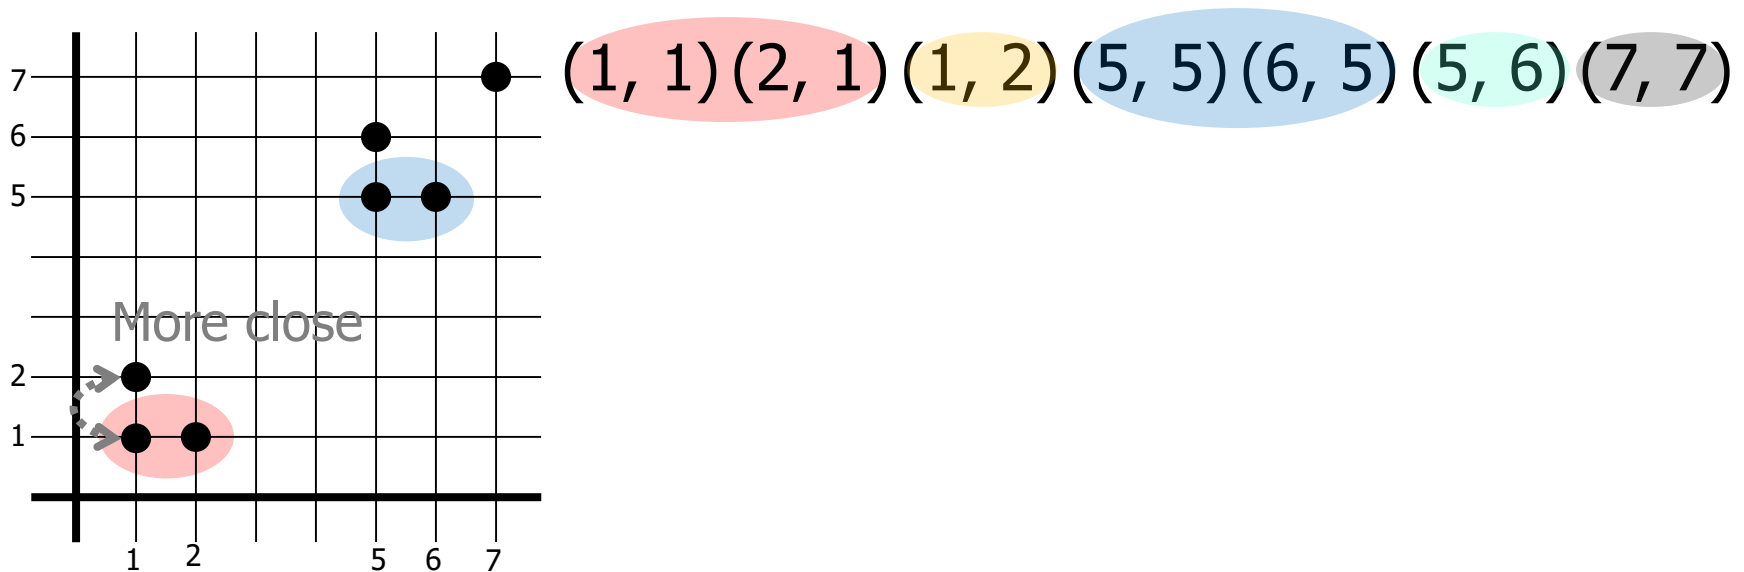 (1, 1)(2, 1)(1, 2)(5, 5)(6, 5)(5, 6)(7, 7)
7
6
5
More close
2
1
1 2 5 6 7